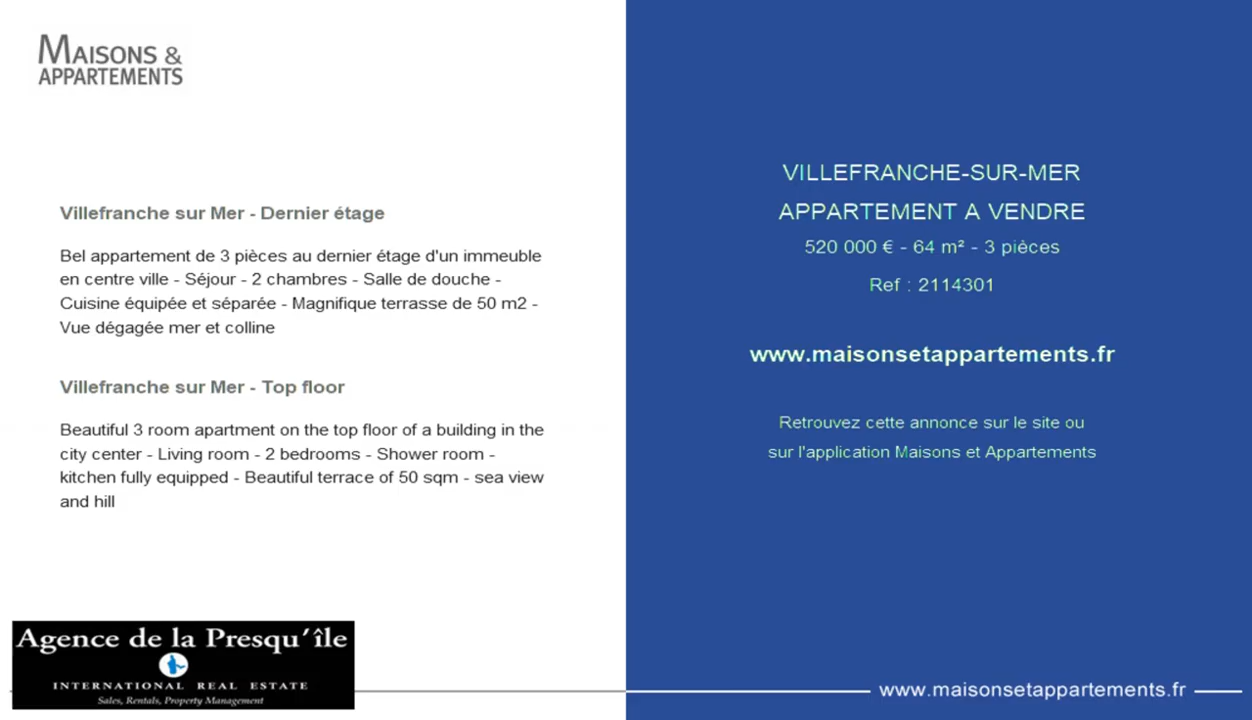 MAISONS &
APPARTEMENTS
Villefranche sur Mer - Dernier étage
Bel appartement de 3 pièces au dernier étage d'un immeuble
en centre ville - Séjour - 2 chambres - Salle de douche -
Cuisine équipée et séparée - Magnifique terrasse de 50 m2 -
Vue dégagée mer et colline
Villefranche sur Mer - Top floor
Beautiful 3 room apartment on the top floor of a building in the
city center - Living room - 2 bedrooms - Shower room -
kitchen fully equipped - Beautiful terrace of 50 sqm - sea view
and hill
Agence de la Presqu'île
INTERNATIONAL REAL ESTATE
Sales, Rentals, Property Management
VILLEFRANCHE-SUR-MER
APPARTEMENT A VENDRE
520 000 € - 64 m² - 3 pièces
Ref : 2114301
www.maisonsetappartements.fr
Retrouvez cette annonce sur le site ou
sur l'application Maisons et Appartements
www.maisonsetappartements.fr